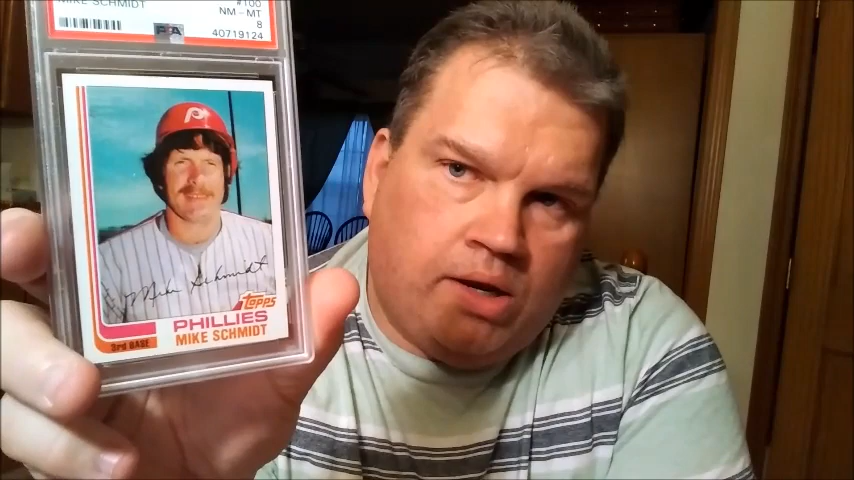 MIKE SCHMIDT #100
NM - MT
8
PSA 40719124
P
Mike Schmidt
Topps
PHILLIES
3rd BASE MIKE SCHMIDT